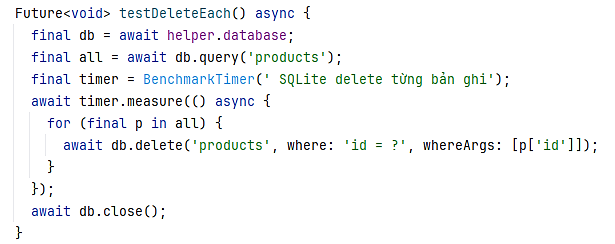 Future<void> testDeleteEach() async {
  final db = await helper.database;
  final all = await db.query('products');
  final timer = BenchmarkTimer(' SQLite delete từng bản ghi');
  await timer.measure(() async {
    for (final p in all) {
      await db.delete('products', where: 'id = ?', whereArgs: [p['id']]);
    }
  });
  await db.close();
}